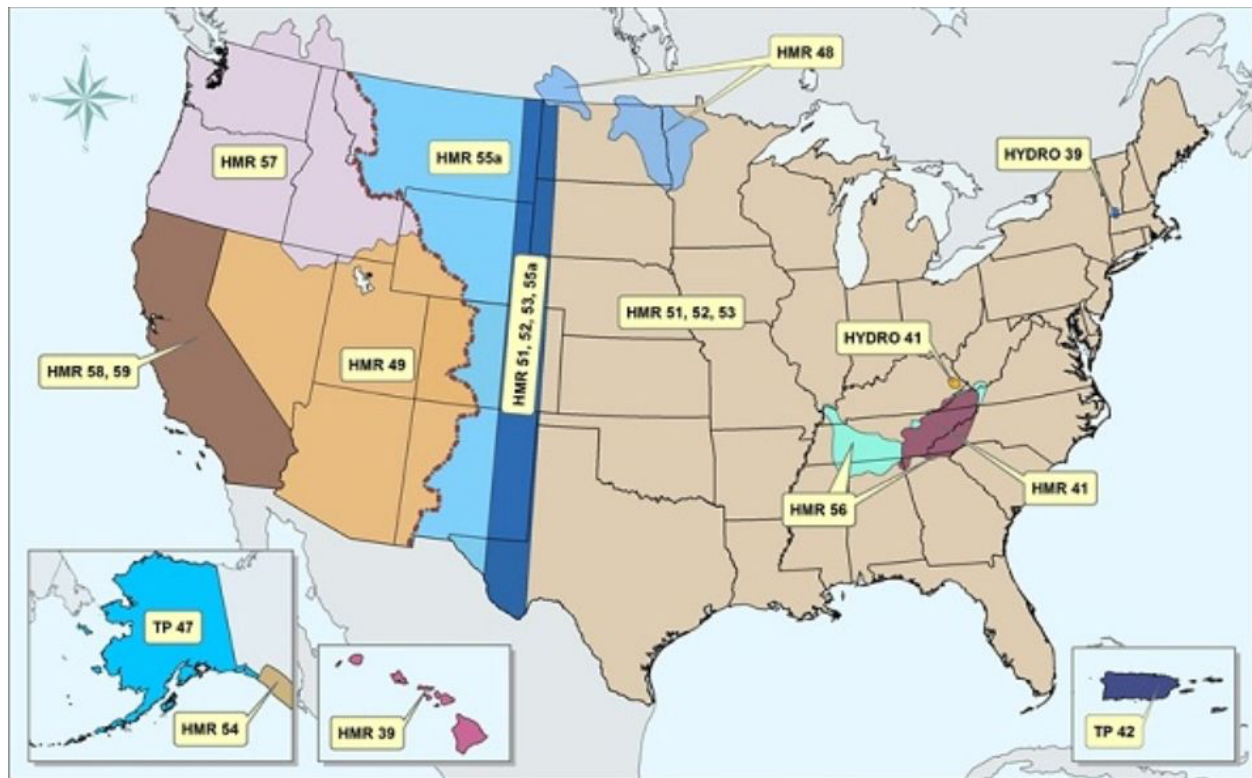 N
W E
S
HMR 48
HMR 57
HMR 55a
HYDRO 39
HMR 51, 52, 53, 55a
HMR 51, 52, 53
HYDRO 41
HMR 58, 59
HMR 49
HMR 41
HMR 56
TP 47
HMR 54
HMR 39
TP 42